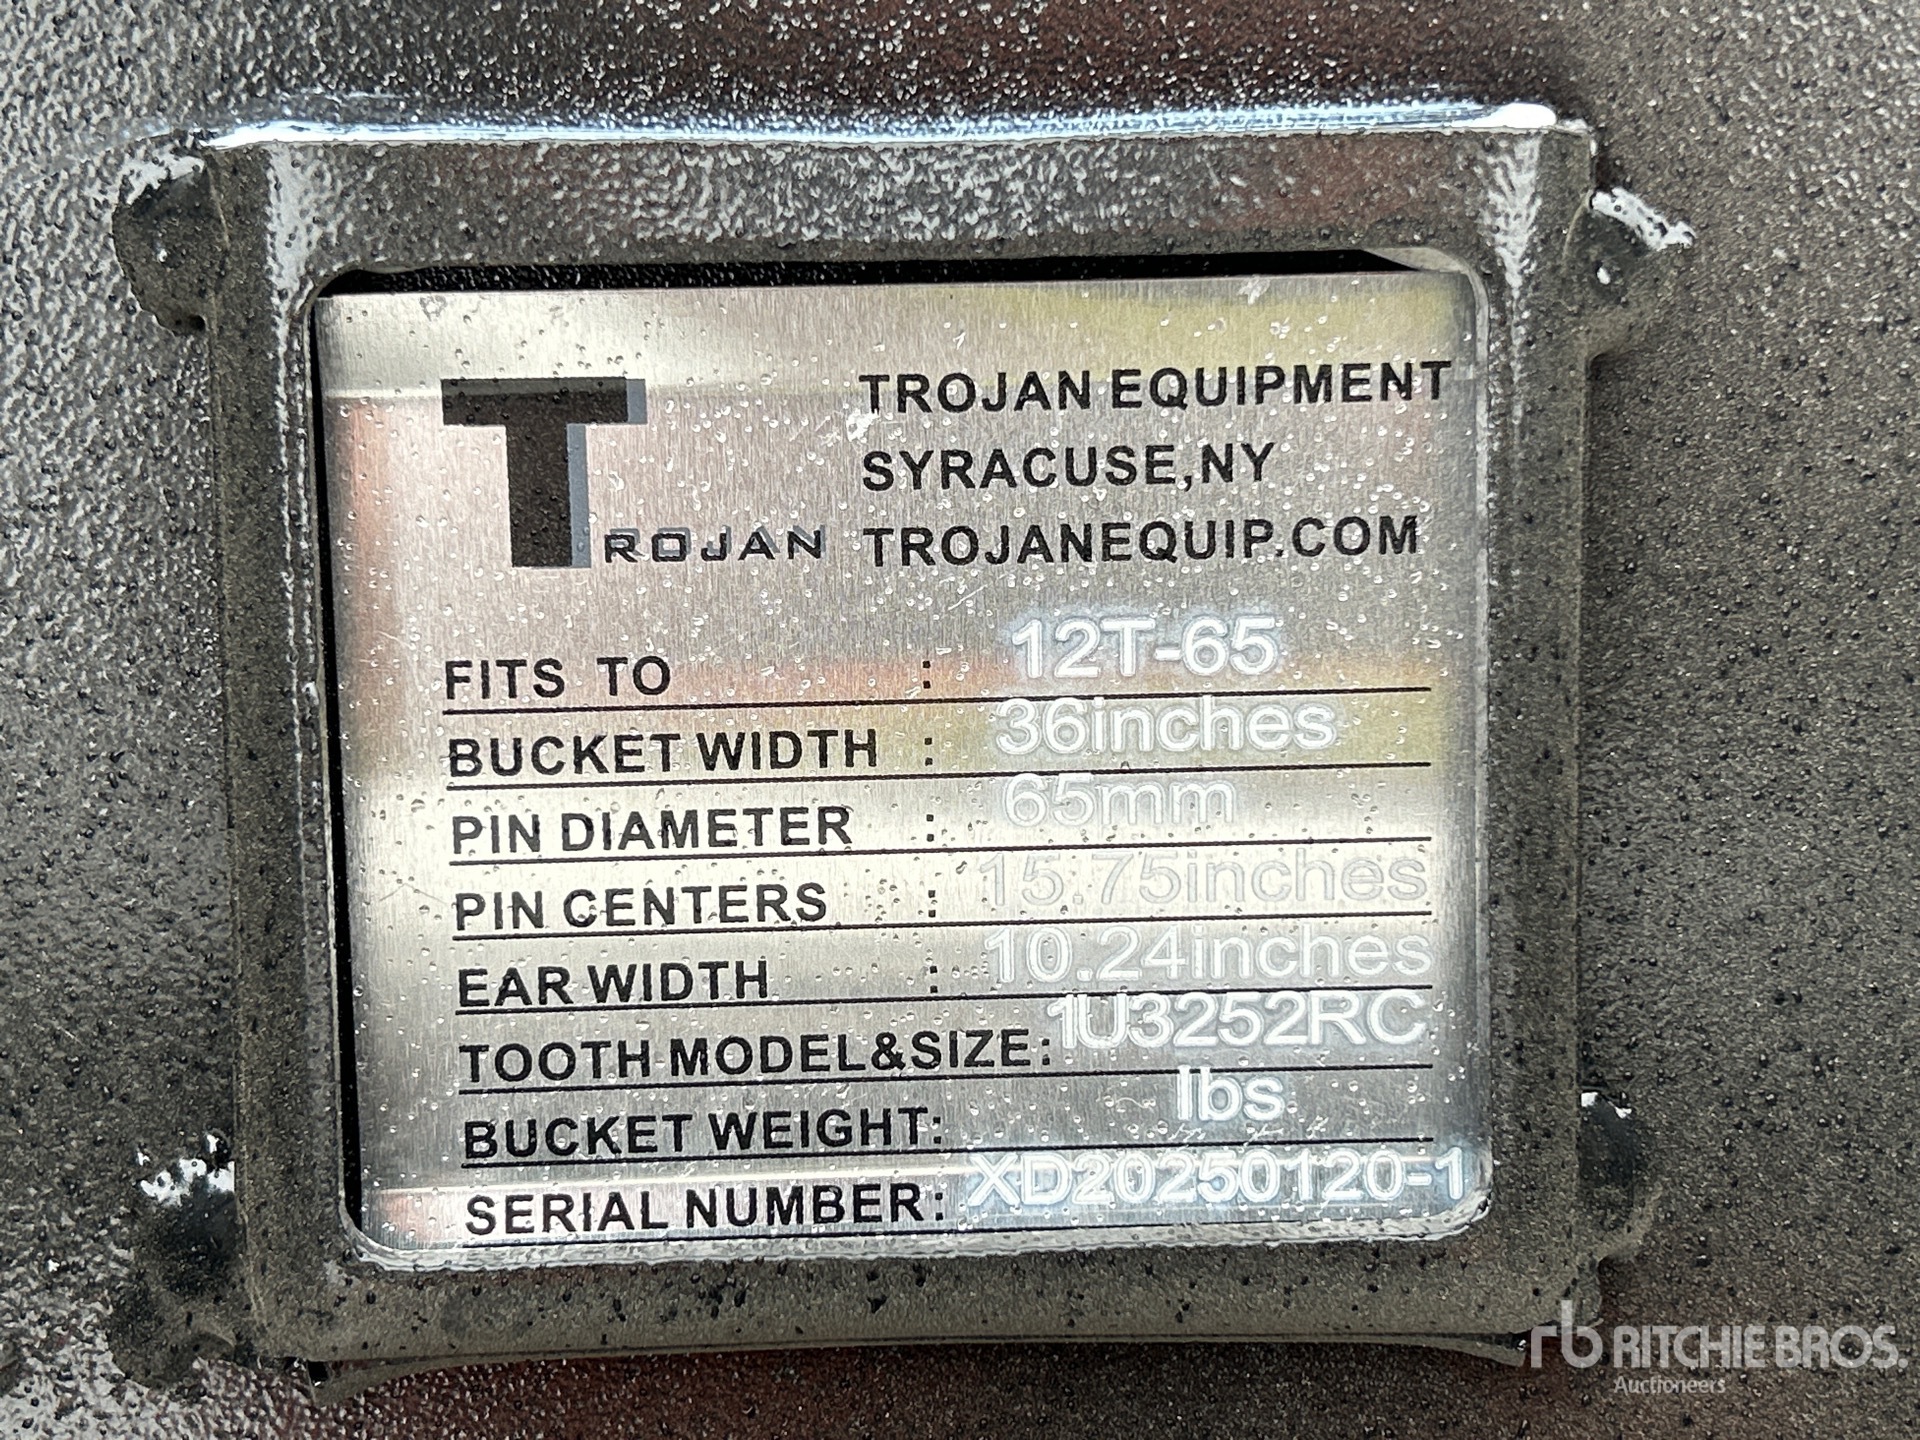 TROJAN
TROJAN EQUIPMENT
SYRACUSE,NY
TROJANEQUIP.COM
FITS TO : 12T-65
BUCKET WIDTH : 36inches
PIN DIAMETER : 65mm
PIN CENTERS : 15.75inches
EAR WIDTH : 10.24inches
TOOTH MODEL&SIZE: 1U3252RC
BUCKET WEIGHT: lbs
SERIAL NUMBER: XD20250120-1
rb RITCHIE BROS.
Auctioneers